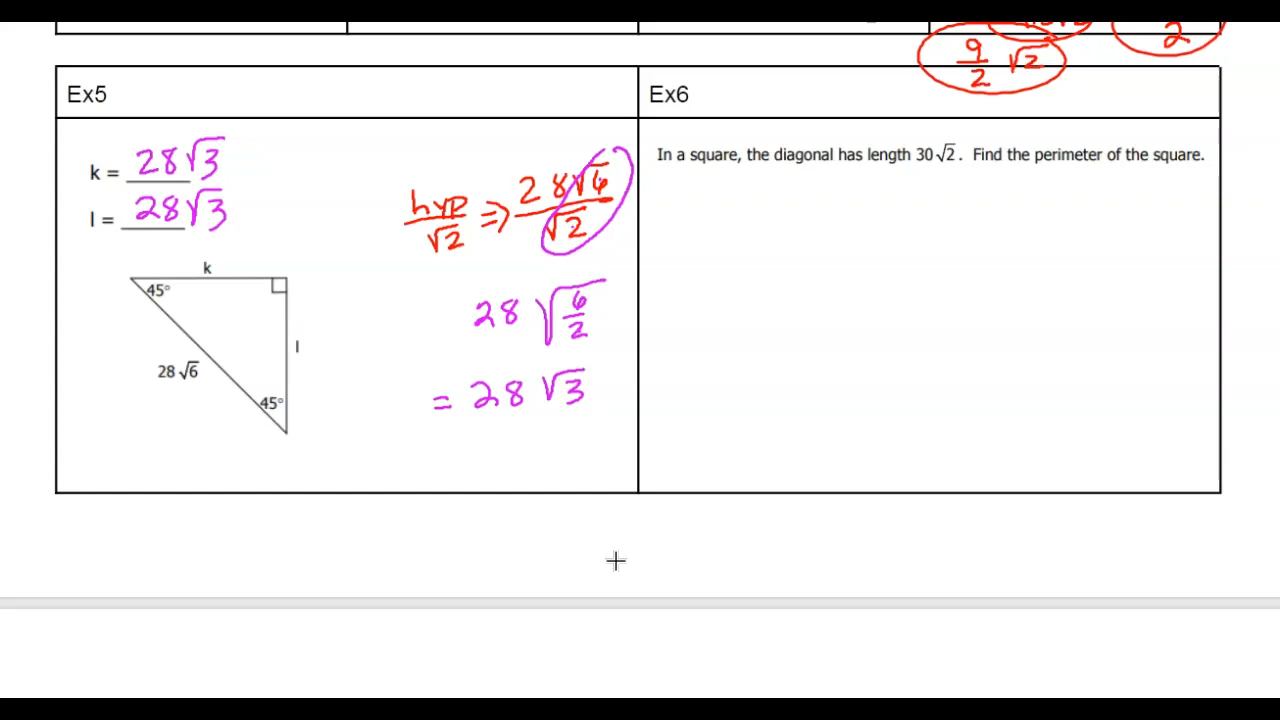 2
9/2 √2
Ex5
k = 28√3
l = 28√3
hyp/√2 => 28√6/√2
28 √(6/2)
= 28 √3
k
45°
l
28√6
45°
Ex6
In a square, the diagonal has length 30√2. Find the perimeter of the square.